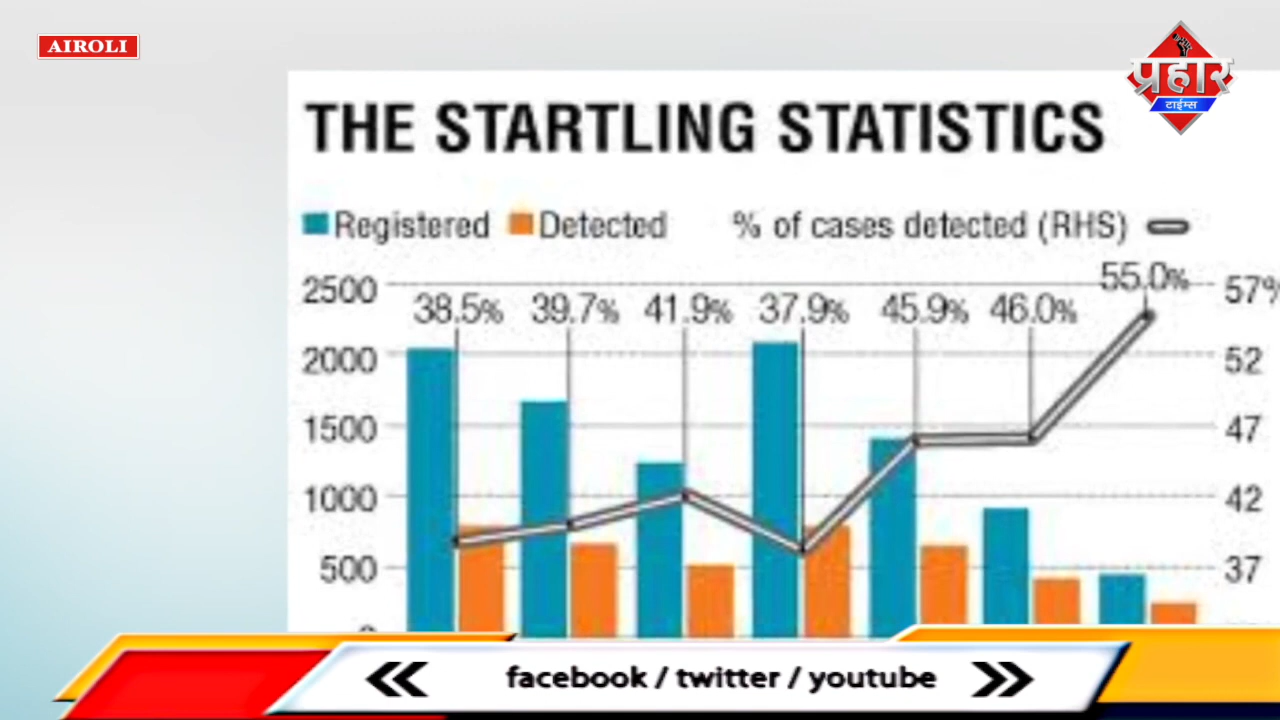 AIROLI
प्रहार
टाईम्स
THE STARTLING STATISTICS
Registered Detected % of cases detected (RHS)
2500 38.5% 39.7% 41.9% 37.9% 45.9% 46.0% 55.0% 57%
2000 52
1500 47
1000 42
500 37
facebook / twitter / youtube